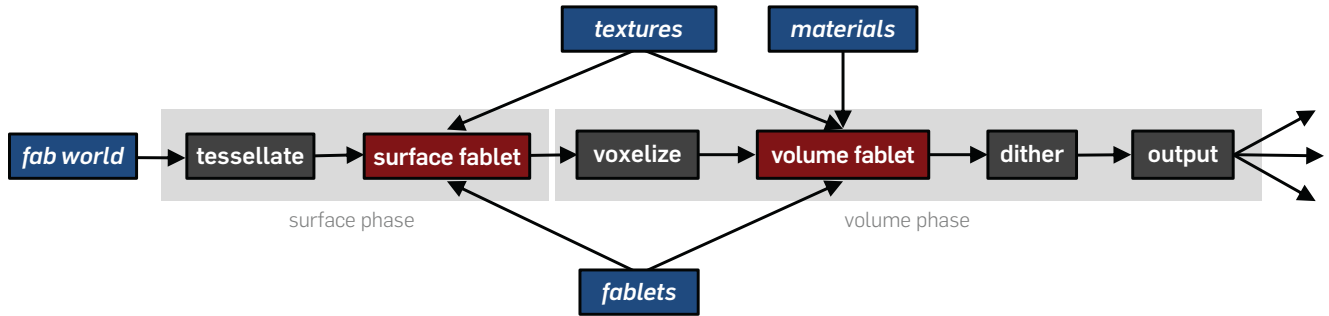 textures
materials
fab world
tessellate
surface fablet
voxelize
volume fablet
dither
output
surface phase
volume phase
fablets